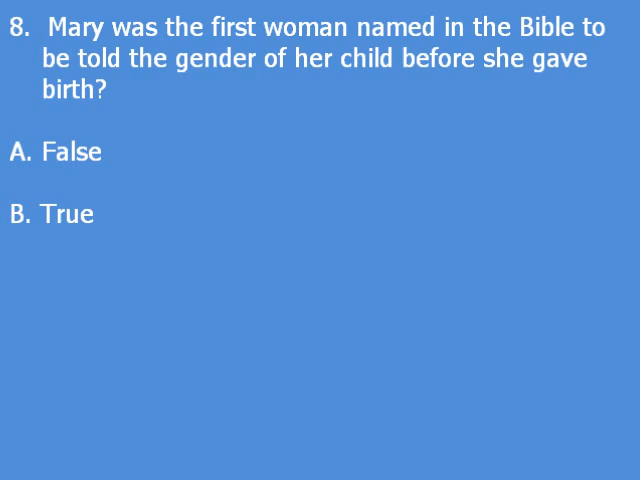 8.  Mary was the first woman named in the Bible to
be told the gender of her child before she gave
birth?
A. False
B. True